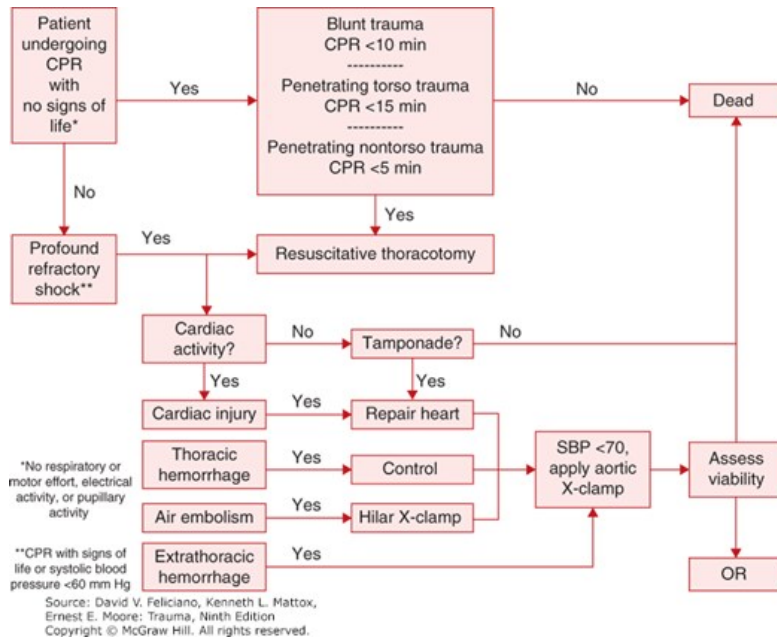 Patient
undergoing
CPR
with
no signs of
life*
Yes
Blunt trauma
CPR <10 min
----------
Penetrating torso trauma
CPR <15 min
----------
Penetrating nontorso trauma
CPR <5 min
No
Dead
No
Yes
Profound
refractory
shock**
Yes
Resuscitative thoracotomy
Cardiac
activity?
No
Tamponade?
No
Yes
Yes
Cardiac injury
Yes
Repair heart
Thoracic
hemorrhage
Yes
Control
SBP <70,
apply aortic
X-clamp
Assess
viability
Air embolism
Yes
Hilar X-clamp
Extrathoracic
hemorrhage
Yes
OR
*No respiratory or
motor effort, electrical
activity, or pupillary
activity
**CPR with signs of
life or systolic blood
pressure <60 mm Hg
Source: David V. Feliciano, Kenneth L. Mattox,
Ernest E. Moore: Trauma, Ninth Edition
Copyright © McGraw Hill. All rights reserved.